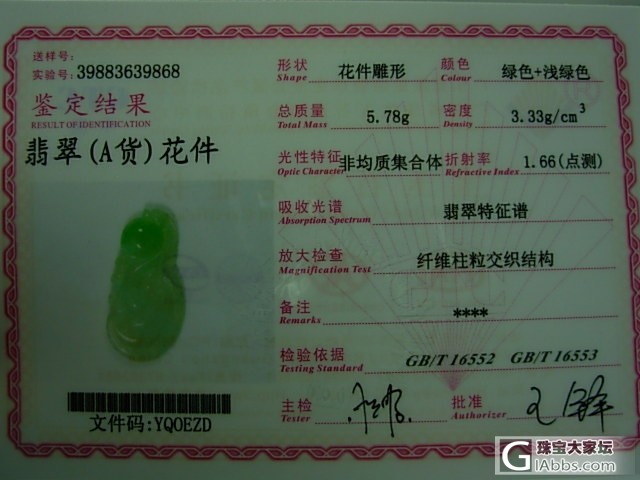 送样号:
实验号: 39883639868
鉴定结果
RESULT OF IDENTIFICATION
翡翠(A货)花件
形状 花件雕形 颜色 绿色+浅绿色
Shape Colour
总质量 5.78g 密度 3.33g/cm³
Total Mass Density
光性特征 非均质集合体 折射率 1.66(点测)
Optic Character Refractive Index
吸收光谱 翡翠特征谱
Absorption Spectrum
放大检查 纤维柱粒交织结构
Magnification Test
备注 ****
Remarks
检验依据 GB/T 16552 GB/T 16553
Testing Standard
主检 批准
Tester Authorizer
文件码:YQOEZD
珠宝大家坛
GIAbbs.com